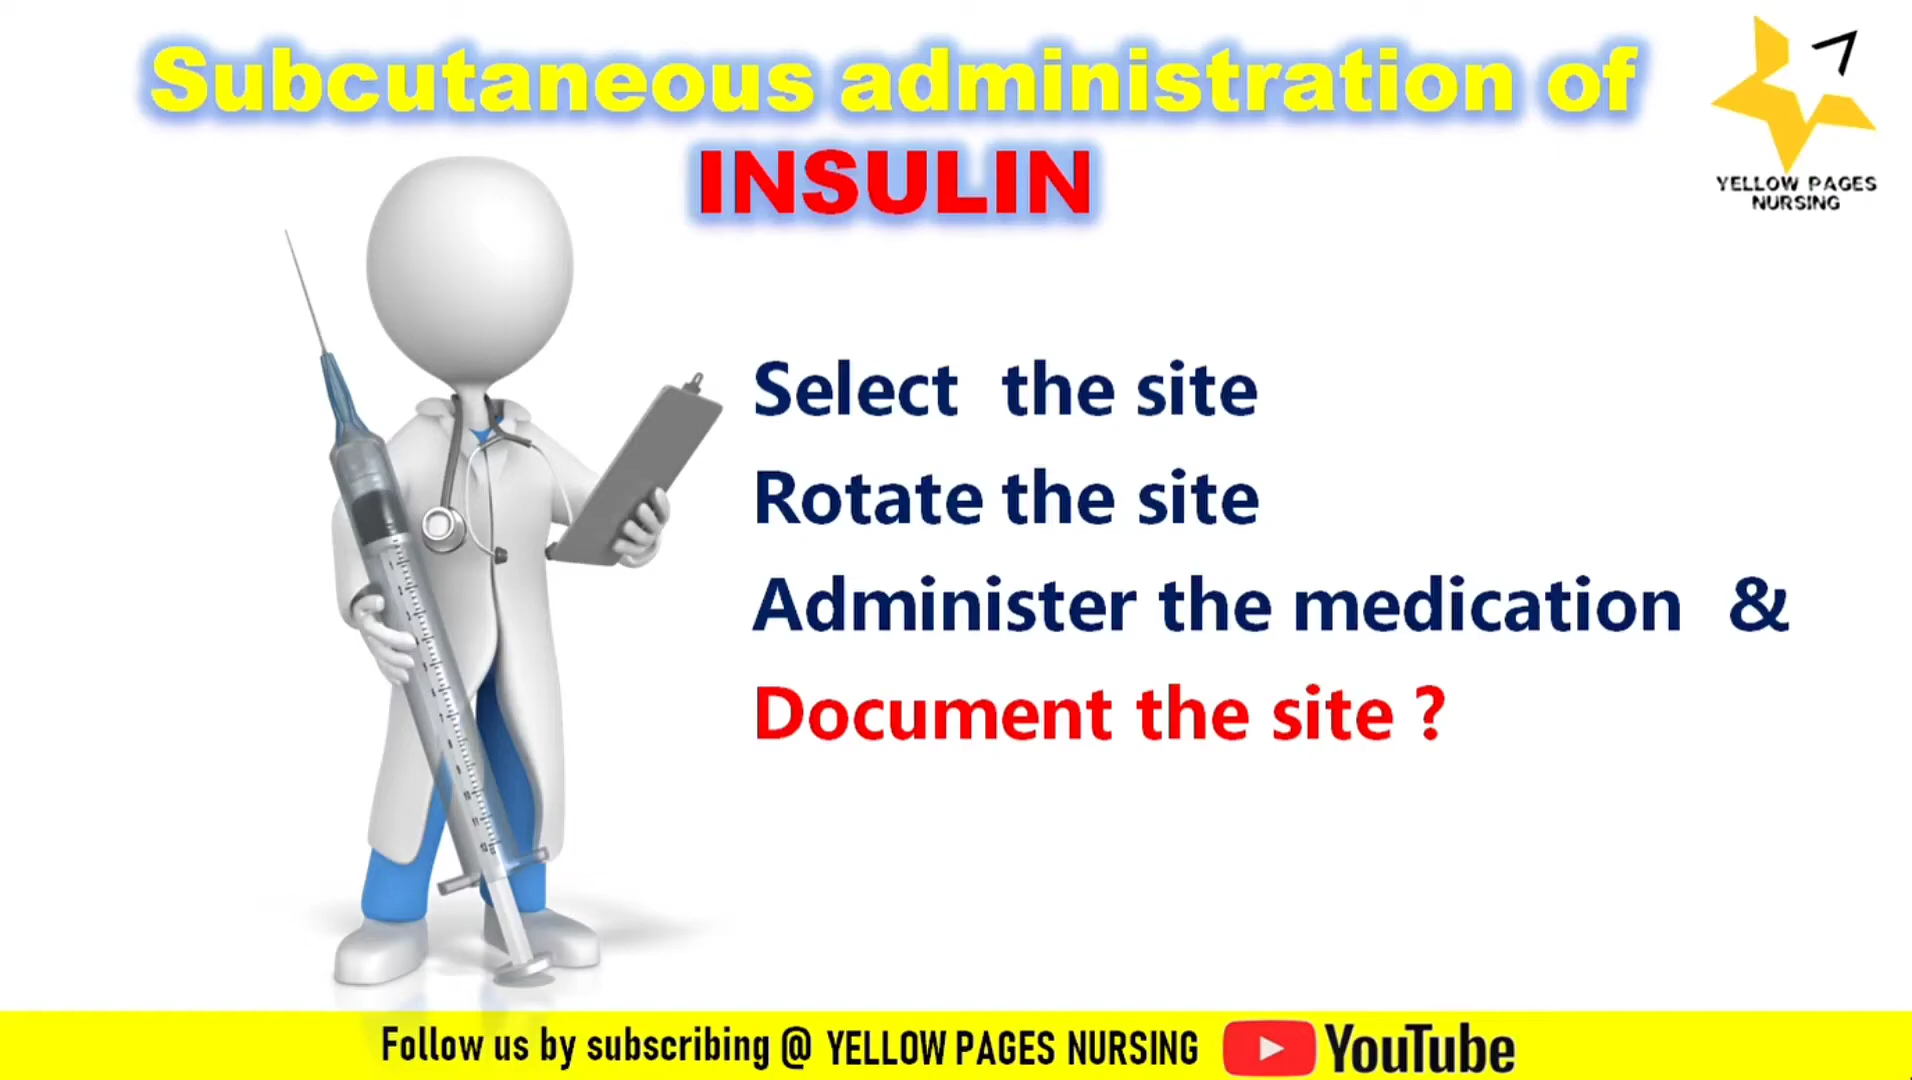 Subcutaneous administration of
INSULIN
YELLOW PAGES
NURSING
Select the site
Rotate the site
Administer the medication &
Document the site ?
Follow us by subscribing @ YELLOW PAGES NURSING YouTube